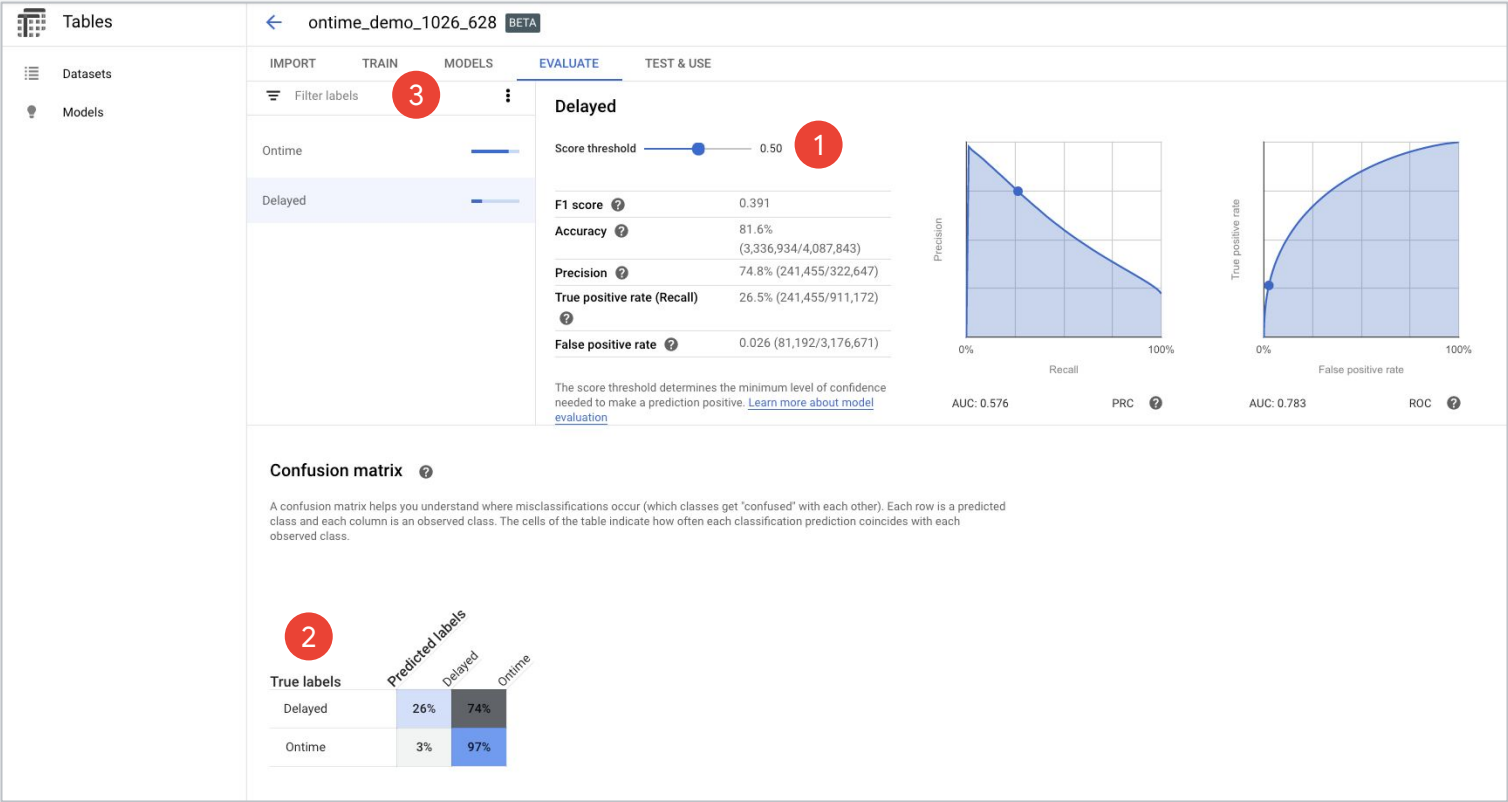 Tables
ontime_demo_1026_628 BETA
Datasets
Models
IMPORT TRAIN MODELS EVALUATE TEST & USE
Filter labels
3
Ontime
Delayed
Delayed
Score threshold 0.50
1
F1 score ? 0.391
Accuracy ? 81.6%
(3,336,934/4,087,843)
Precision ? 74.8% (241,455/322,647)
True positive rate (Recall) 26.5% (241,455/911,172)
?
False positive rate ? 0.026 (81,192/3,176,671)
The score threshold determines the minimum level of confidence
needed to make a prediction positive. Learn more about model
evaluation
Precision
0% 100%
Recall
AUC: 0.576 PRC ?
True positive rate
0% 100%
False positive rate
AUC: 0.783 ROC ?
Confusion matrix ?
A confusion matrix helps you understand where misclassifications occur (which classes get "confused" with each other). Each row is a predicted
class and each column is an observed class. The cells of the table indicate how often each classification prediction coincides with each
observed class.
2
True labels
Predicted labels
Delayed
Ontime
Delayed 26% 74%
Ontime 3% 97%